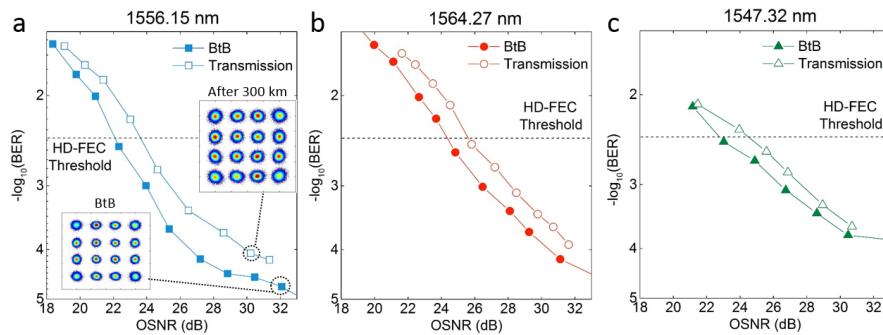 a
1556.15 nm
BtB
Transmission
After 300 km
HD-FEC
Threshold
BtB
-log10(BER)
2
3
4
5
18 20 22 24 26 28 30 32
OSNR (dB)
b
1564.27 nm
BtB
Transmission
HD-FEC
Threshold
-log10(BER)
2
3
4
5
18 20 22 24 26 28 30 32
OSNR (dB)
c
1547.32 nm
BtB
Transmission
HD-FEC
Threshold
-log10(BER)
2
3
4
5
18 20 22 24 26 28 30 32
OSNR (dB)